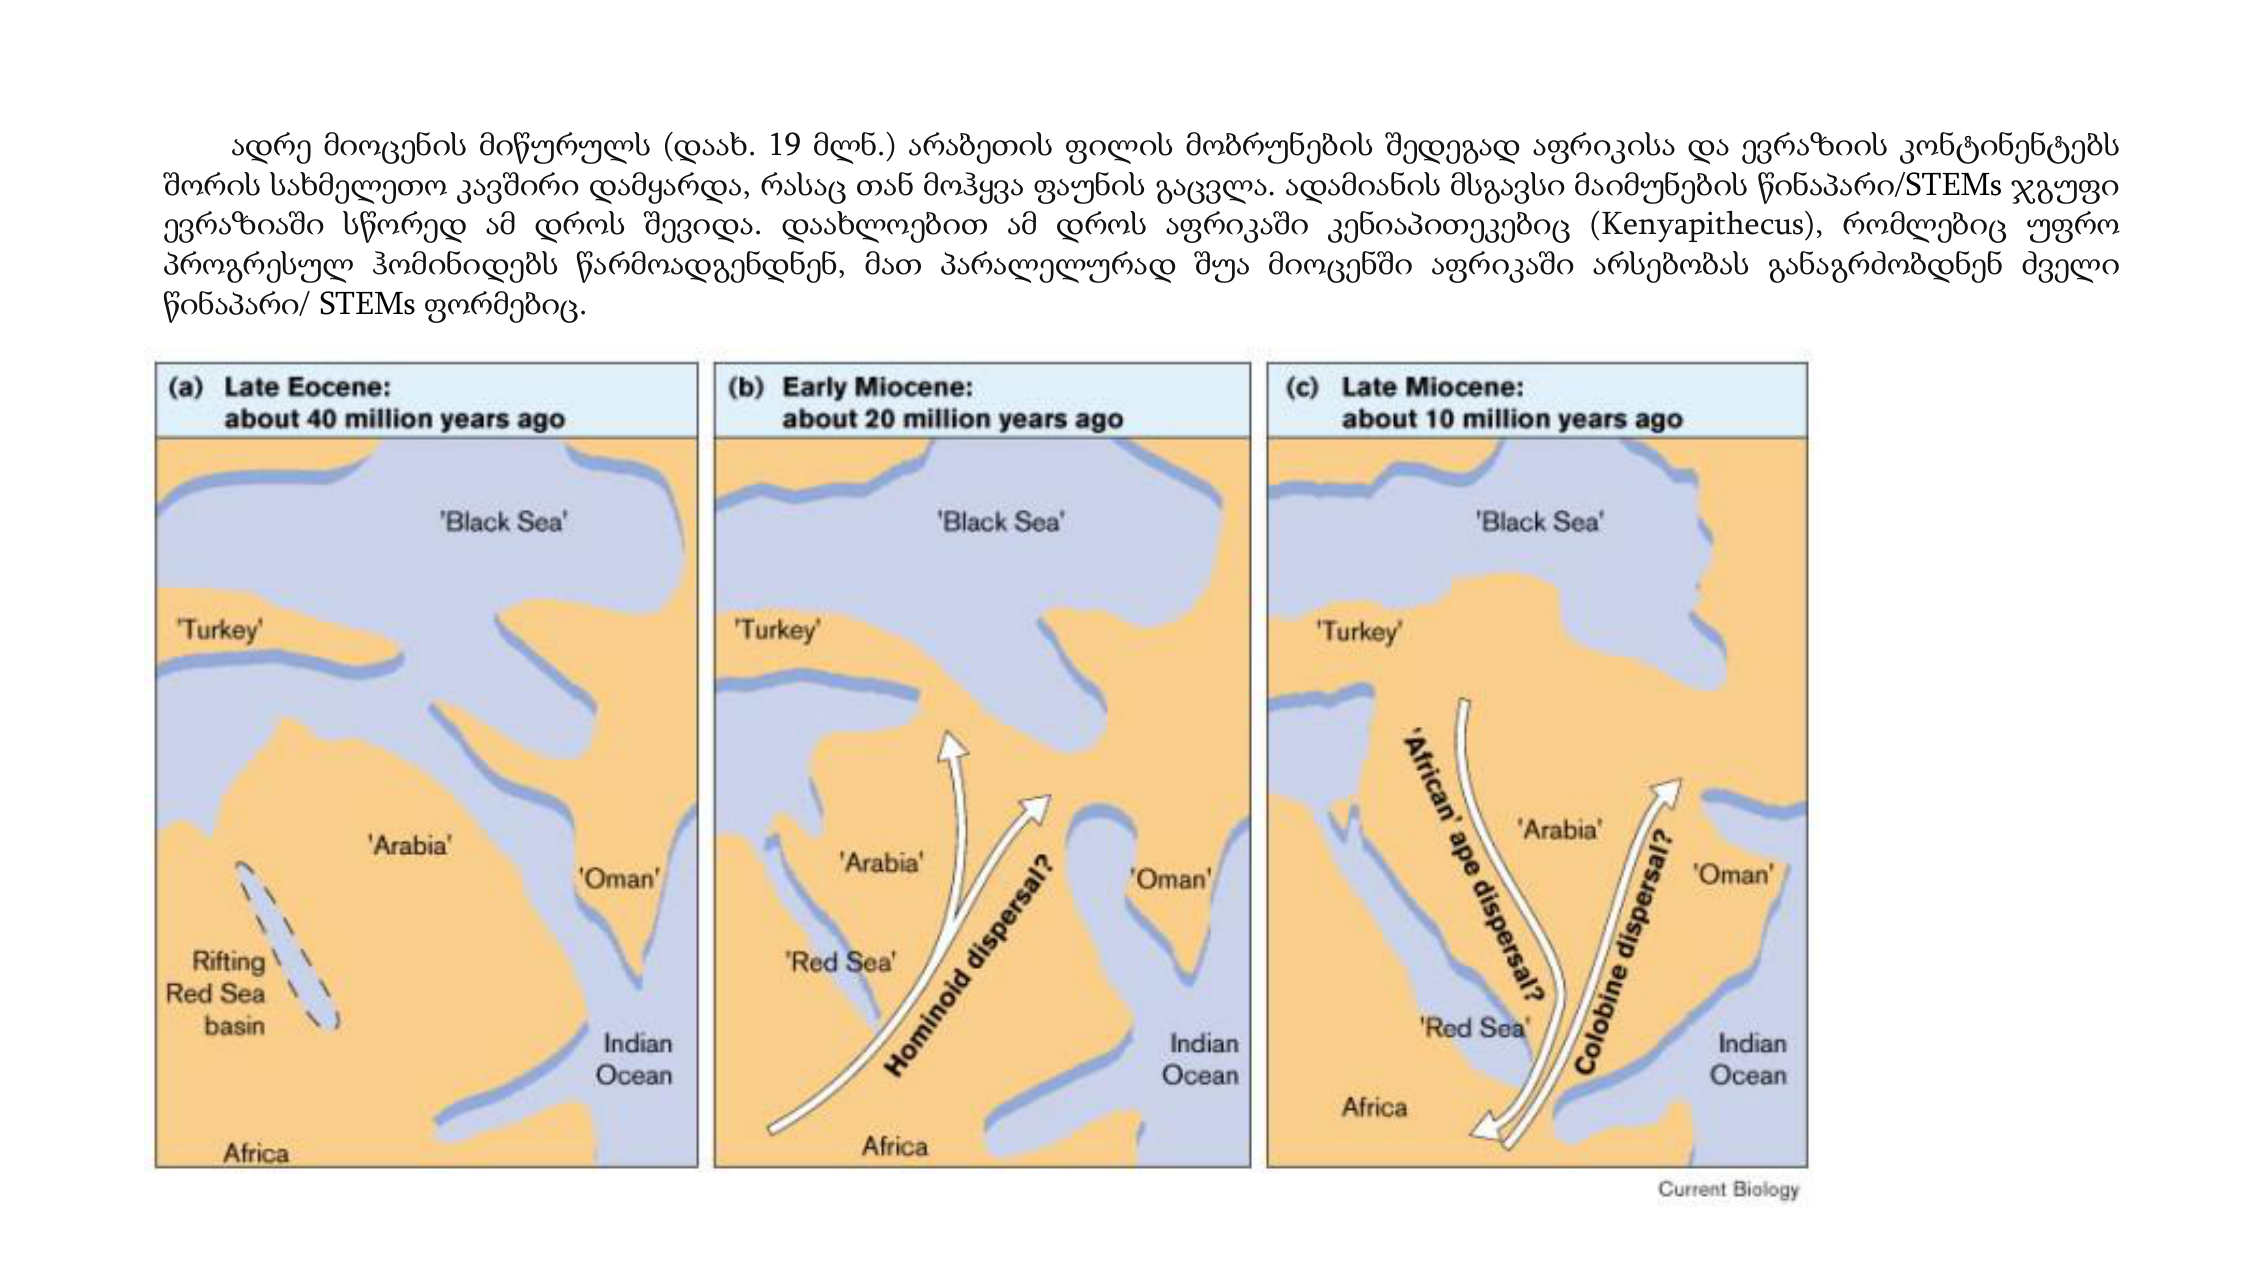 ადრე მიოცენის მიწურულს (დაახ. 19 მლნ.) არაბეთის ფილის მობრუნების შედეგად აფრიკისა და ევრაზიის კონტინენტებს
შორის სახმელეთო კავშირი დამყარდა, რასაც თან მოჰყვა ფაუნის გაცვლა. ადამიანის მსგავსი მაიმუნების წინაპარი/STEMs ჯგუფი
ევრაზიაში სწორედ ამ დროს შევიდა. დაახლოებით ამ დროს აფრიკაში კენიაპითეკებიც (Kenyapithecus), რომლებიც უფრო
პროგრესულ ჰომინიდებს წარმოადგენდნენ, მათ პარალელურად შუა მიოცენში აფრიკაში არსებობას განაგრძობდნენ ძველი
წინაპარი/ STEMs ფორმებიც.
(a) Late Eocene:
about 40 million years ago
'Black Sea'
'Turkey'
'Arabia'
'Oman'
Rifting
Red Sea
basin
Indian
Ocean
Africa
(b) Early Miocene:
about 20 million years ago
'Black Sea'
'Turkey'
'Arabia'
'Oman'
'Red Sea'
Hominoid dispersal?
Indian
Ocean
Africa
(c) Late Miocene:
about 10 million years ago
'Black Sea'
'Turkey'
'African' ape dispersal?
'Arabia'
'Oman'
Colobine dispersal?
'Red Sea'
Indian
Ocean
Africa
Current Biology